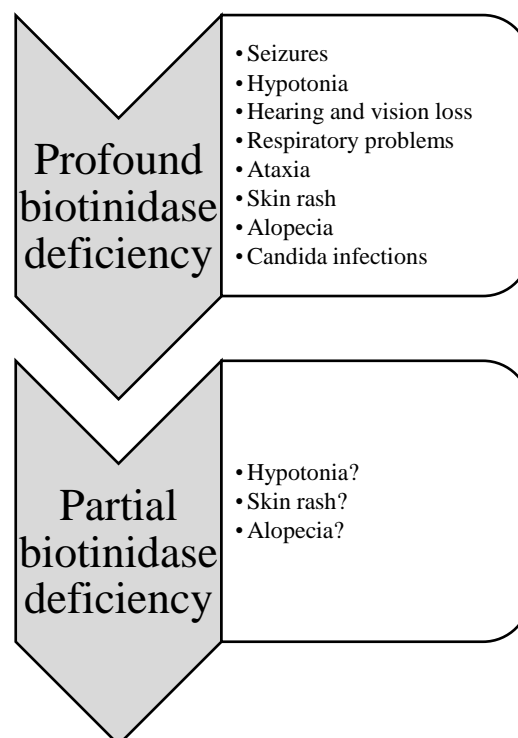 Profound
biotinidase
deficiency
• Seizures
• Hypotonia
• Hearing and vision loss
• Respiratory problems
• Ataxia
• Skin rash
• Alopecia
• Candida infections
Partial
biotinidase
deficiency
• Hypotonia?
• Skin rash?
• Alopecia?